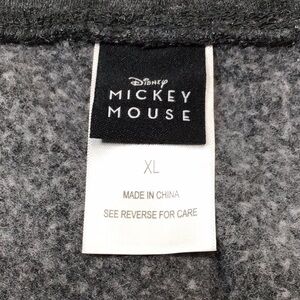 Disney
MICKEY
MOUSE
XL
MADE IN CHINA
SEE REVERSE FOR CARE